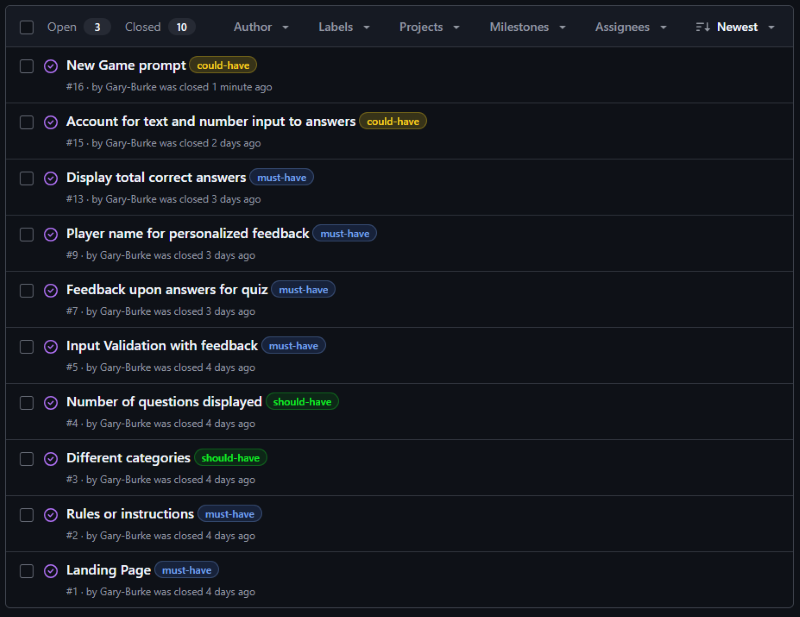 Open 3 Closed 10 Author Labels Projects Milestones Assignees Newest
New Game prompt could-have
#16 · by Gary-Burke was closed 1 minute ago
Account for text and number input to answers could-have
#15 · by Gary-Burke was closed 2 days ago
Display total correct answers must-have
#13 · by Gary-Burke was closed 3 days ago
Player name for personalized feedback must-have
#9 · by Gary-Burke was closed 3 days ago
Feedback upon answers for quiz must-have
#7 · by Gary-Burke was closed 3 days ago
Input Validation with feedback must-have
#5 · by Gary-Burke was closed 4 days ago
Number of questions displayed should-have
#4 · by Gary-Burke was closed 4 days ago
Different categories should-have
#3 · by Gary-Burke was closed 4 days ago
Rules or instructions must-have
#2 · by Gary-Burke was closed 4 days ago
Landing Page must-have
#1 · by Gary-Burke was closed 4 days ago